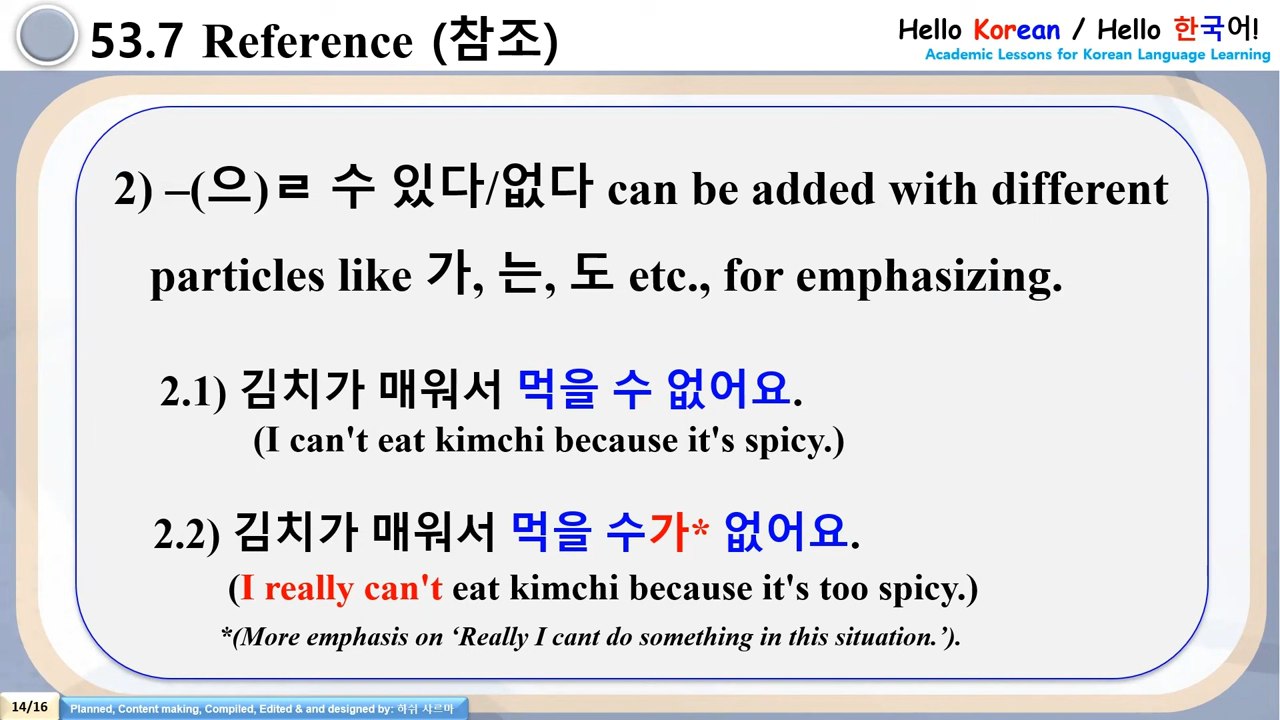 53.7 Reference (참조)
Hello Korean / Hello 한국어!
Academic Lessons for Korean Language Learning
2) –(으)ㄹ 수 있다/없다 can be added with different
particles like 가, 는, 도 etc., for emphasizing.
2.1) 김치가 매워서 먹을 수 없어요.
(I can't eat kimchi because it's spicy.)
2.2) 김치가 매워서 먹을 수가* 없어요.
(I really can't eat kimchi because it's too spicy.)
*(More emphasis on ‘Really I cant do something in this situation.’).
14/16
Planned, Content making, Compiled, Edited & and designed by: 하쉬 샤르마